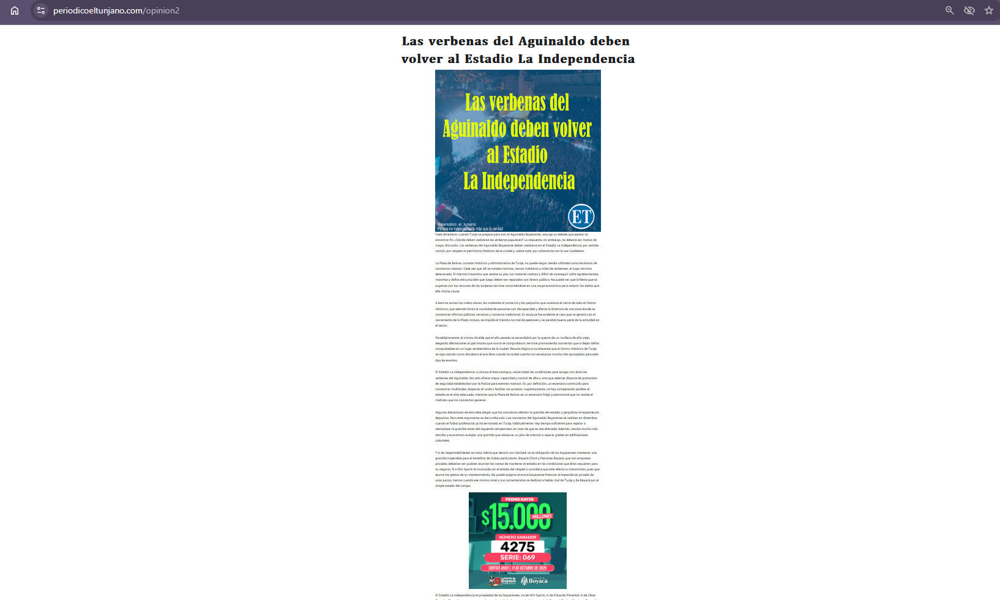 periodicoeltunjano.com/opinion2
Las verbenas del Aguinaldo deben
volver al Estadio La Independencia
Las verbenas del
Aguinaldo deben volver
al Estadio
La Independencia
ET
@periodico_el_tunjano
Porque no mereces nada más que la verdad
Cada diciembre, cuando Tunja se prepara para vivir el Aguinaldo Boyacense, resurge un debate que parece no
encontrar fin: ¿Dónde deben realizarse las verbenas populares? La respuesta, sin embargo, no debería ser motivo de
mayor discusión. Las verbenas del Aguinaldo Boyacense deben realizarse en el Estadio La Independencia, por sentido
común, por respeto al patrimonio histórico de la ciudad y, sobre todo, por coherencia con la voz ciudadana.
La Plaza de Bolívar, corazón histórico y administrativo de Tunja, no puede seguir siendo utilizada como escenario de
conciertos masivos. Cada vez que allí se instalan tarimas, cercos metálicos y miles de asistentes, el lugar termina
deteriorado. El mármol travertino que reviste su piso (un material costoso y difícil de conseguir) sufre agrietamientos,
manchas y daños estructurales que luego deben ser reparados con dinero público. No puede ser que la fiesta que se
organiza con los recursos de los tunjanos termine convirtiéndose en una carga económica para resarcir los daños que
ella misma causa.
A esto se suman los malos olores, las molestias al comercio y los perjuicios que ocasiona el cierre de todo el Centro
Histórico, que además limita la movilidad de personas con discapacidad y afecta la dinámica de una zona donde se
concentran oficinas públicas, servicios y comercio tradicional. En 2024 ya fue evidente el caos que se generó con el
cerramiento de la Plaza; incluso, se impidió el tránsito normal de peatones y se paralizó buena parte de la actividad en
el sector.
Paradójicamente, el mismo Alcalde que el año pasado se escandalizó por la quema de un muñeco de año viejo,
alegando afectaciones al patrimonio que nunca se comprobaron; termine promoviendo conciertos que sí dejan daños
comprobables en un lugar emblemático de la ciudad. Resulta ilógico e incoherente que el Centro Histórico de Tunja
se siga usando como discoteca al aire libre cuando la ciudad cuenta con escenarios mucho más apropiados para este
tipo de eventos.
El Estadio La Independencia, o incluso el lote contiguo, reúne todas las condiciones para acoger con éxito las
verbenas del Aguinaldo. No solo ofrece mayor capacidad y control de aforo, sino que además dispone de protocolos
de seguridad establecidos por la Policía para eventos masivos. Es, por definición, un escenario construido para
concentrar multitudes, dispersar el ruido y facilitar los accesos. Logísticamente, no hay comparación posible: el
estadio es el sitio adecuado, mientras que la Plaza de Bolívar es un escenario frágil y patrimonial que no resiste el
maltrato que los conciertos generan.
Algunos detractores de esta idea alegan que los conciertos afectan la gramilla del estadio y perjudican el espectáculo
deportivo. Pero este argumento se derrumba solo. Los conciertos del Aguinaldo Boyacense se realizan en diciembre,
cuando el fútbol profesional ya ha terminado en Tunja, habitualmente. Hay tiempo suficiente para reparar o
reemplazar la gramilla antes del siguiente campeonato, en caso de que se vea afectada. Además, resulta mucho más
sencillo y económico arreglar una gramilla que restaurar un piso de mármol o reparar grietas en edificaciones
coloniales.
Y si de responsabilidades se trata, habría que decirlo con claridad: no es obligación de los boyacenses mantener una
gramilla impecable para el beneficio de clubes particulares. Boyacá Chicó y Patriotas Boyacá, que son empresas
privadas, deberían ser quienes asuman los costos de mantener el estadio en las condiciones que ellos requieren para
su negocio. Si a Win Sports le incomoda ver el estado del césped o considera que este afecta su transmisión, pues que
asuma los gastos de su mantenimiento. No puede exigirse al erario boyacense financiar el espectáculo privado de
unos pocos, menos cuando ese mismo canal y sus comentaristas se dedican a hablar mal de Tunja y de Boyacá por el
simple estado del campo.
PREMIO MAYOR
$15.000
MILLONES
NÚMERO GANADOR
4275
SERIE: 069
SORTEO 4593 | 11 DE OCTUBRE DE 2025
Lotería de
Boyacá
Boyacá
El Estadio La Independencia es propiedad de los boyacenses, no de Win Sports, ni de Eduardo Pimentel, ni de César